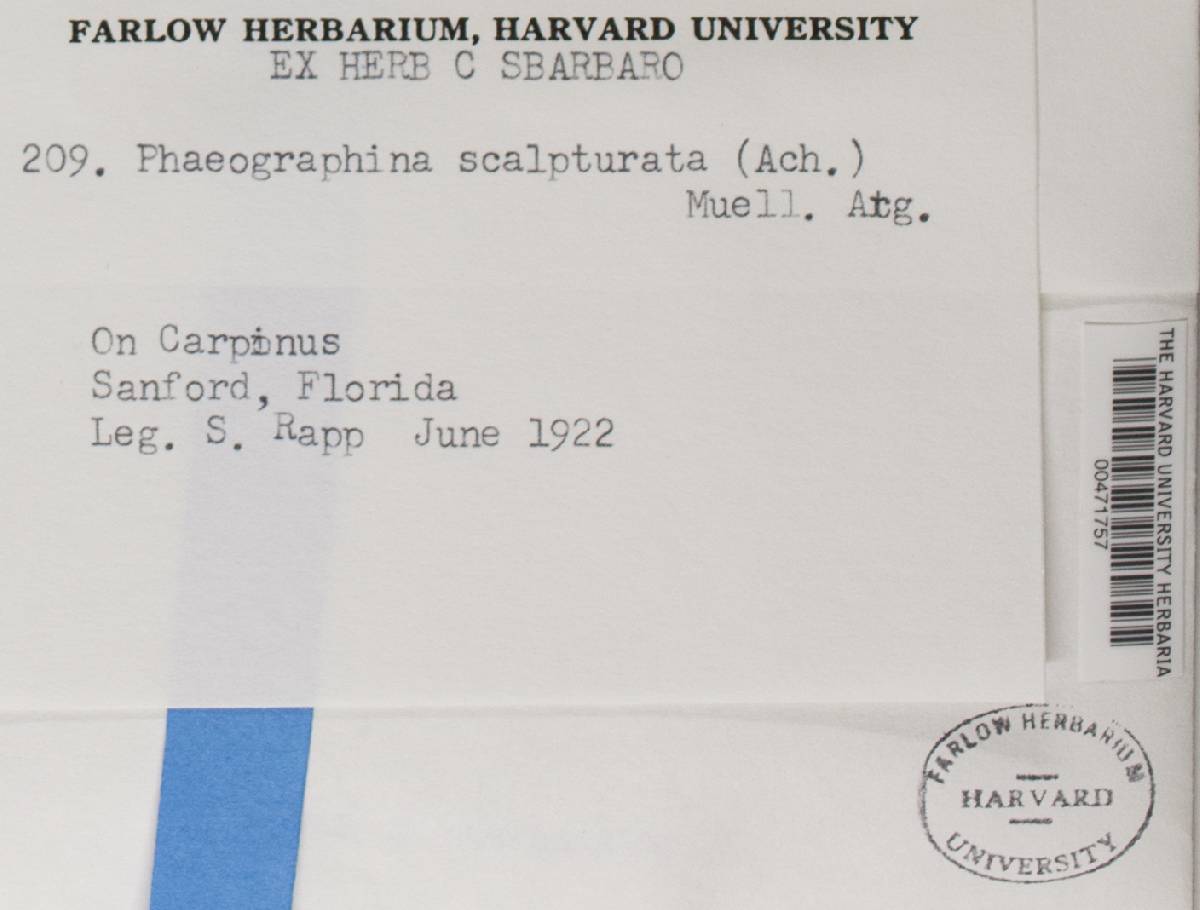 FARLOW HERBARIUM, HARVARD UNIVERSITY
EX HERB C SBARBARO
209. Phaeographina scalpturata (Ach.)
Muell. Arg.
On Carpinus
Sanford, Florida
Leg. S. Rapp June 1922
THE HARVARD UNIVERSITY HERBARIA
00471757
FARLOW HERBARIUM
HARVARD
UNIVERSITY